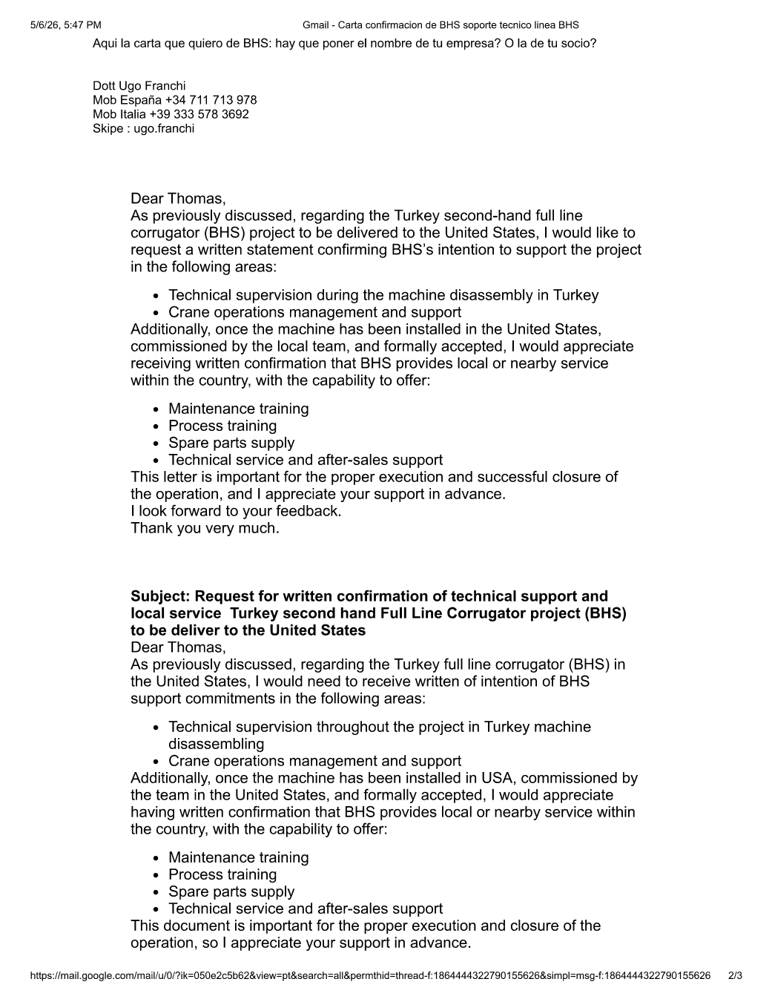 5/6/26, 5:47 PM Gmail - Carta confirmacion de BHS soporte tecnico linea BHS
Aqui la carta que quiero de BHS: hay que poner el nombre de tu empresa? O la de tu socio?
Dott Ugo Franchi
Mob España +34 711 713 978
Mob Italia +39 333 578 3692
Skipe : ugo.franchi
Dear Thomas,
As previously discussed, regarding the Turkey second-hand full line
corrugator (BHS) project to be delivered to the United States, I would like to
request a written statement confirming BHS’s intention to support the project
in the following areas:
• Technical supervision during the machine disassembly in Turkey
• Crane operations management and support
Additionally, once the machine has been installed in the United States,
commissioned by the local team, and formally accepted, I would appreciate
receiving written confirmation that BHS provides local or nearby service
within the country, with the capability to offer:
• Maintenance training
• Process training
• Spare parts supply
• Technical service and after-sales support
This letter is important for the proper execution and successful closure of
the operation, and I appreciate your support in advance.
I look forward to your feedback.
Thank you very much.
Subject: Request for written confirmation of technical support and
local service  Turkey second hand Full Line Corrugator project (BHS)
to be deliver to the United States
Dear Thomas,
As previously discussed, regarding the Turkey full line corrugator (BHS) in
the United States, I would need to receive written of intention of BHS
support commitments in the following areas:
• Technical supervision throughout the project in Turkey machine
disassembling
• Crane operations management and support
Additionally, once the machine has been installed in USA, commissioned by
the team in the United States, and formally accepted, I would appreciate
having written confirmation that BHS provides local or nearby service within
the country, with the capability to offer:
• Maintenance training
• Process training
• Spare parts supply
• Technical service and after-sales support
This document is important for the proper execution and closure of the
operation, so I appreciate your support in advance.
https://mail.google.com/mail/u/0/?ik=050e2c5b62&view=pt&search=all&permthid=thread-f:1864444322790155626&simpl=msg-f:1864444322790155626 2/3